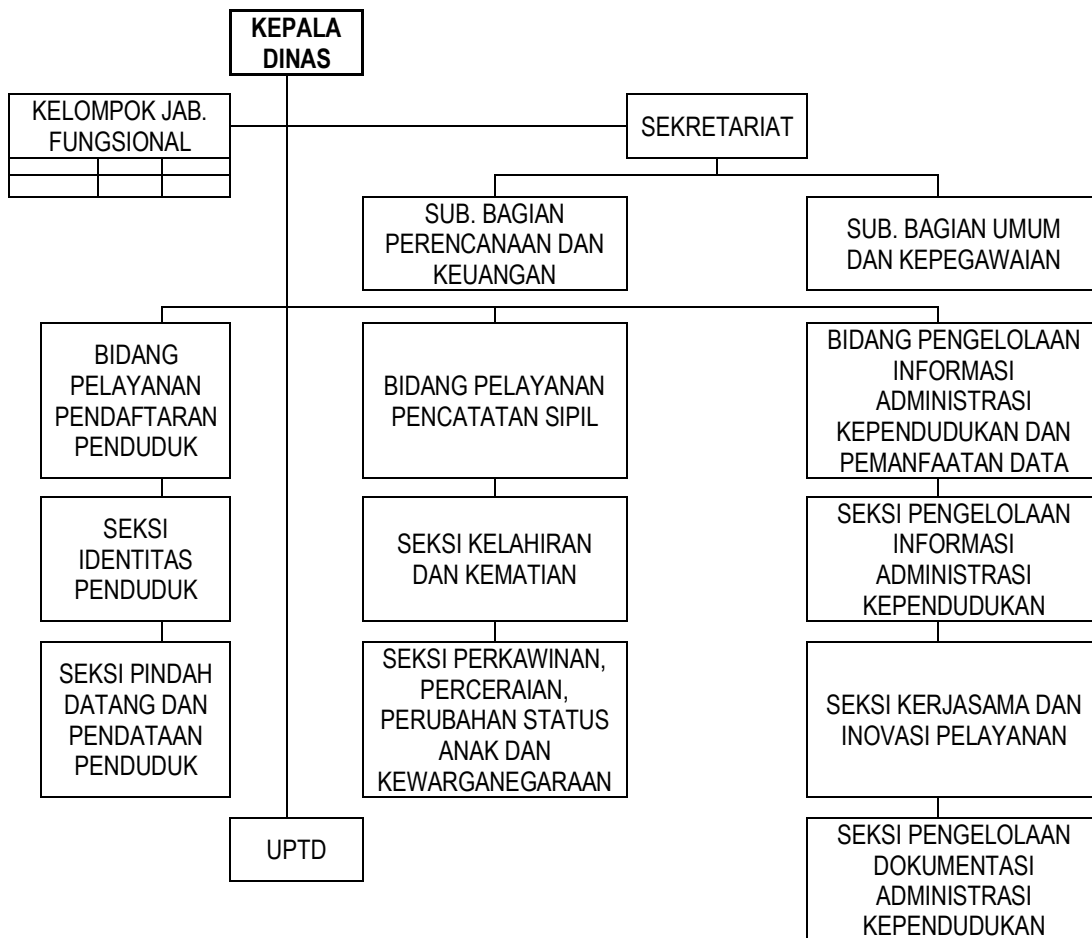 KEPALA
DINAS
KELOMPOK JAB.
FUNGSIONAL
SEKRETARIAT
SUB. BAGIAN
PERENCANAAN DAN
KEUANGAN
SUB. BAGIAN UMUM
DAN KEPEGAWAIAN
BIDANG
PELAYANAN
PENDAFTARAN
PENDUDUK
BIDANG PELAYANAN
PENCATATAN SIPIL
BIDANG PENGELOLAAN
INFORMASI
ADMINISTRASI
KEPENDUDUKAN DAN
PEMANFAATAN DATA
SEKSI
IDENTITAS
PENDUDUK
SEKSI KELAHIRAN
DAN KEMATIAN
SEKSI PENGELOLAAN
INFORMASI
ADMINISTRASI
KEPENDUDUKAN
SEKSI PINDAH
DATANG DAN
PENDATAAN
PENDUDUK
SEKSI PERKAWINAN,
PERCERAIAN,
PERUBAHAN STATUS
ANAK DAN
KEWARGANEGARAAN
SEKSI KERJASAMA DAN
INOVASI PELAYANAN
UPTD
SEKSI PENGELOLAAN
DOKUMENTASI
ADMINISTRASI
KEPENDUDUKAN